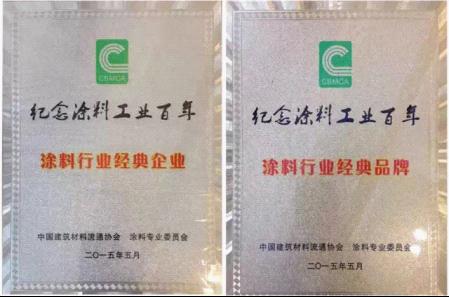 CBMCA
纪念涂料工业百年
涂料行业经典企业
中国建筑材料流通协会 涂料专业委员会
二〇一五年五月
CBMCA
纪念涂料工业百年
涂料行业经典品牌
中国建筑材料流通协会 涂料专业委员会
二〇一五年五月